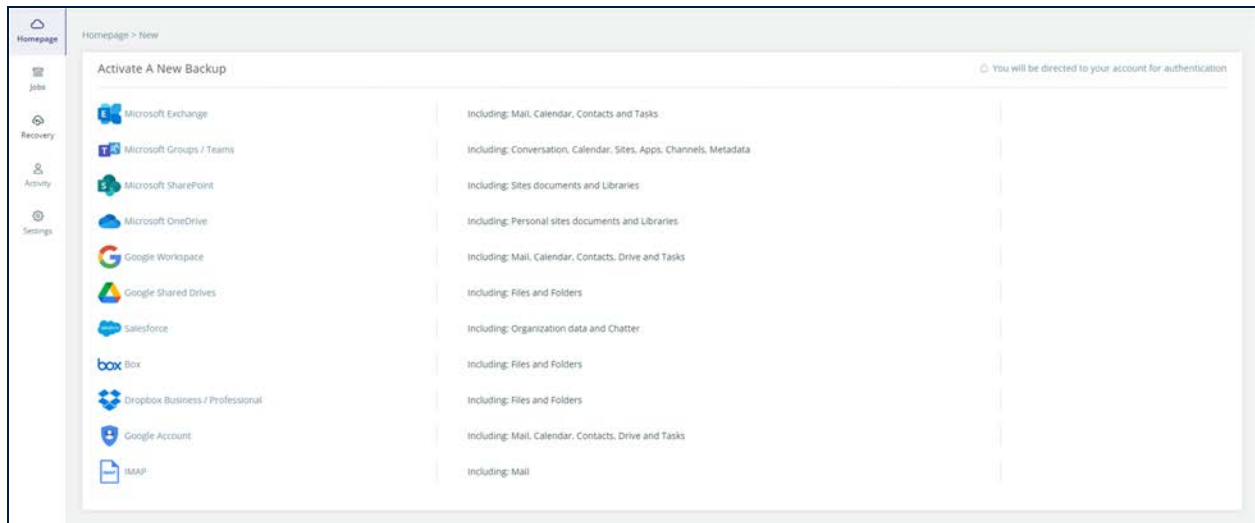 Homepage
Jobs
Recovery
Activity
Settings
Homepage > New
Activate A New Backup
You will be directed to your account for authentication
Microsoft Exchange
Including: Mail, Calendar, Contacts and Tasks
Microsoft Groups / Teams
Including: Conversation, Calendar, Sites, Apps, Channels, Metadata
Microsoft SharePoint
Including: Sites documents and Libraries
Microsoft OneDrive
Including: Personal sites documents and Libraries
Google Workspace
Including: Mail, Calendar, Contacts, Drive and Tasks
Google Shared Drives
Including: Files and Folders
Salesforce
Including: Organization data and Chatter
box Box
Including: Files and Folders
Dropbox Business / Professional
Including: Files and Folders
Google Account
Including: Mail, Calendar, Contacts, Drive and Tasks
IMAP
Including: Mail